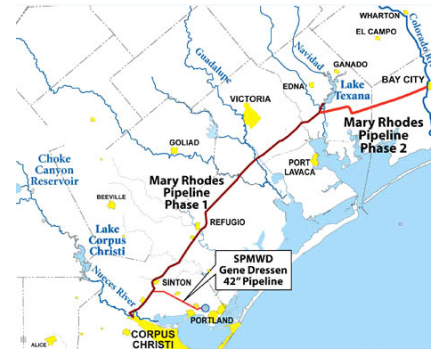 WHARTON
EL CAMPO
Colorado
GANADO
Navidad
Guadalupe
EDNA
Lake
Texana
BAY CITY
VICTORIA
Mary Rhodes
Pipeline
Phase 2
GOLIAD
PORT
LAVACA
Choke
Canyon
Reservoir
Mary Rhodes
Pipeline
Phase 1
BEEVILLE
REFUGIO
Lake
Corpus
Christi
SPMWD
Gene Dressen
42" Pipeline
Nueces River
SINTON
PORTLAND
CORPUS
CHRISTI
ALICE